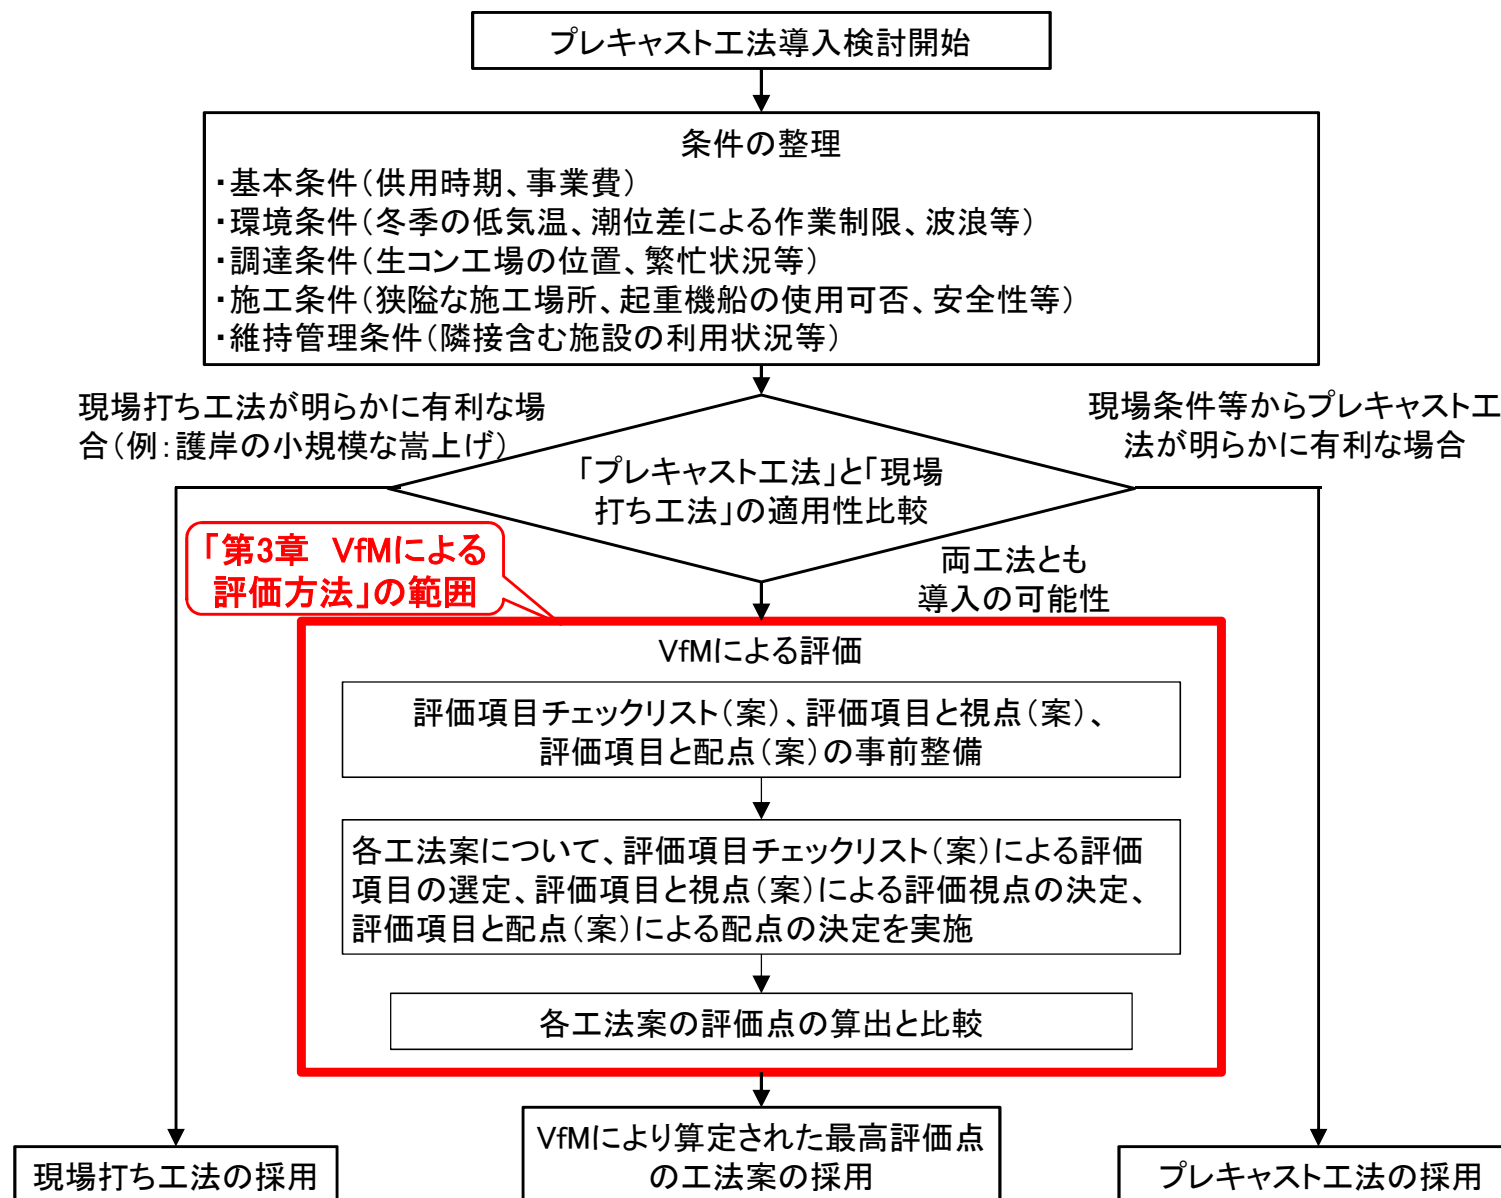 プレキャスト工法導入検討開始
条件の整理
・基本条件（供用時期、事業費）
・環境条件（冬季の低気温、潮位差による作業制限、波浪等）
・調達条件（生コン工場の位置、繁忙状況等）
・施工条件（狭隘な施工場所、起重機船の使用可否、安全性等）
・維持管理条件（隣接含む施設の利用状況等）
現場打ち工法が明らかに有利な場
合（例：護岸の小規模な嵩上げ）
現場条件等からプレキャスト工
法が明らかに有利な場合
「プレキャスト工法」と「現場
打ち工法」の適用性比較
「第3章　VfMによる
評価方法」の範囲
両工法とも
導入の可能性
VfMによる評価
評価項目チェックリスト（案）、評価項目と視点（案）、
評価項目と配点（案）の事前整備
各工法案について、評価項目チェックリスト（案）による評価
項目の選定、評価項目と視点（案）による評価視点の決定、
評価項目と配点（案）による配点の決定を実施
各工法案の評価点の算出と比較
現場打ち工法の採用
VfMにより算定された最高評価点
の工法案の採用
プレキャスト工法の採用